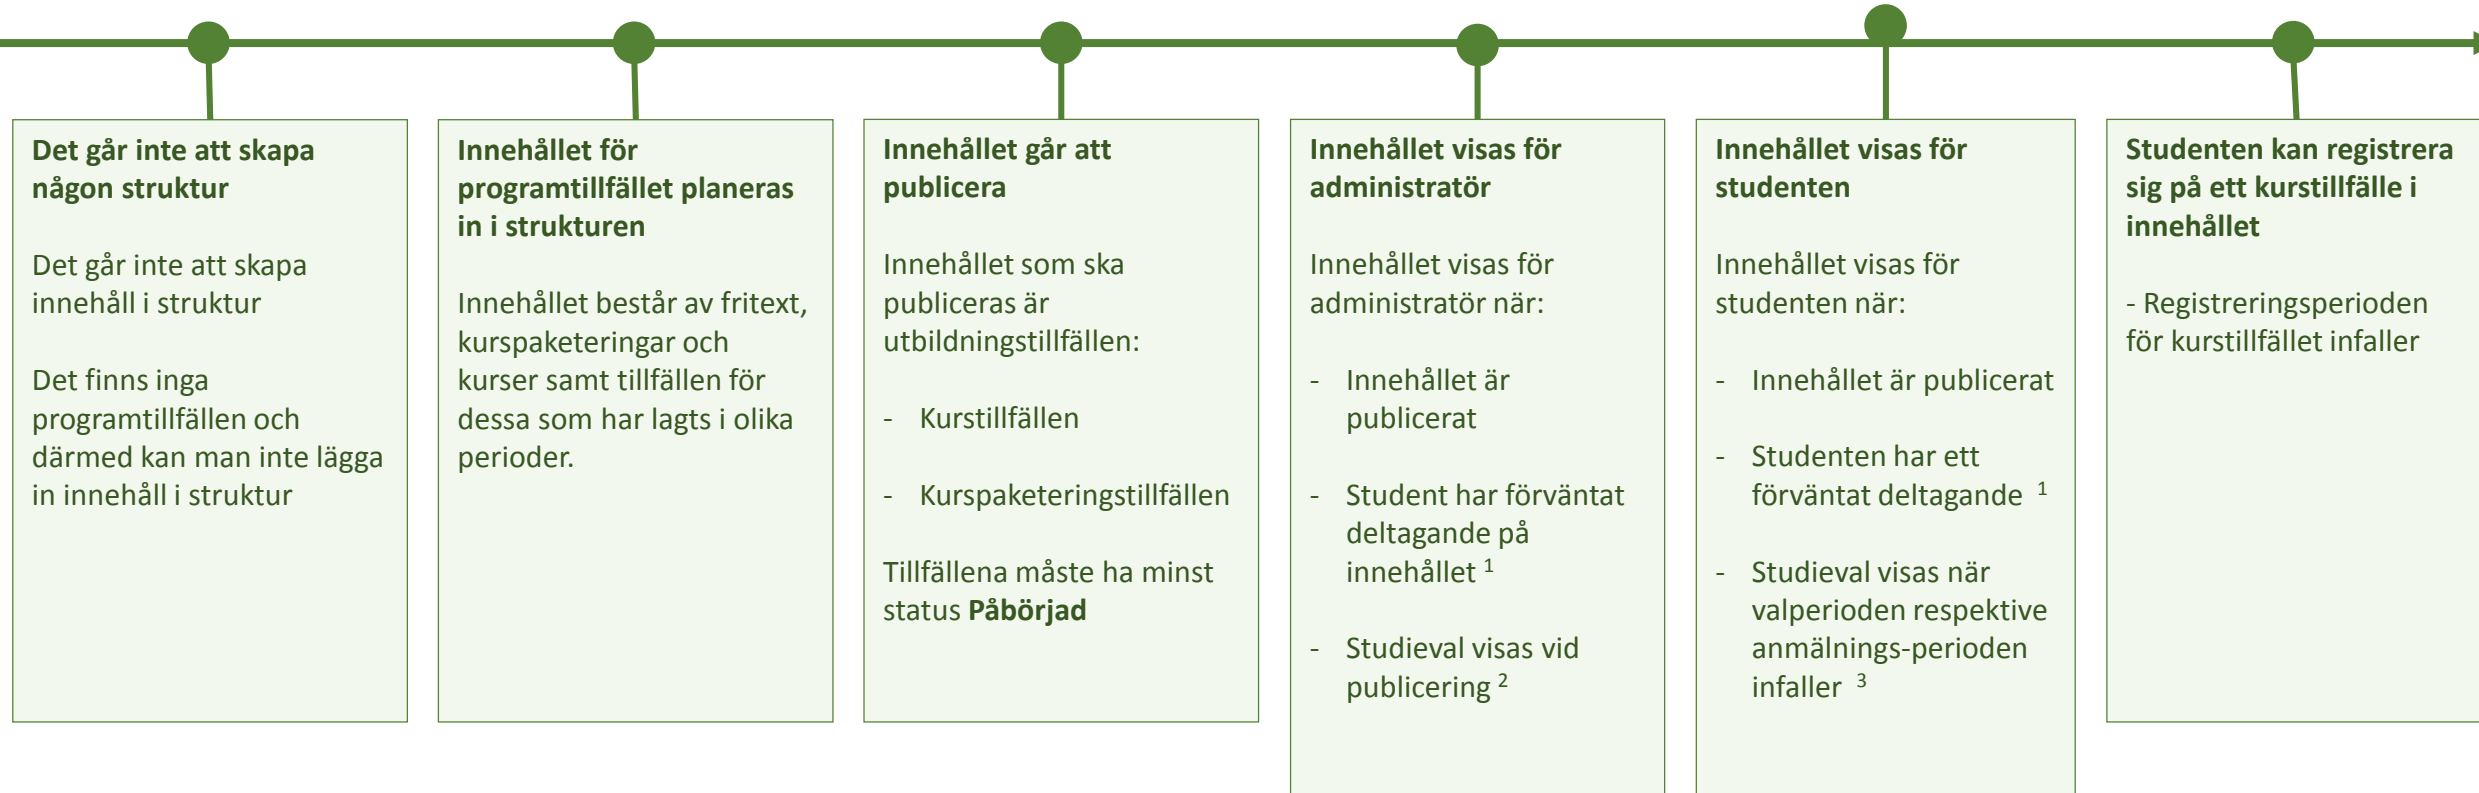 Det går inte att skapa
någon struktur
Det går inte att skapa
innehåll i struktur
Det finns inga
programtillfällen och
därmed kan man inte lägga
in innehåll i struktur
Innehållet för
programtillfället planeras
in i strukturen
Innehållet består av fritext,
kurspaketeringar och
kurser samt tillfällen för
dessa som har lagts i olika
perioder.
Innehållet går att
publicera
Innehållet som ska
publiceras är
utbildningstillfällen:
- Kurstillfällen
- Kurspaketeringstillfällen
Tillfällena måste ha minst
status Påbörjad
Innehållet visas för
administratör
Innehållet visas för
administratör när:
- Innehållet är
publicerat
- Student har förväntat
deltagande på
innehållet 1
- Studieval visas vid
publicering 2
Innehållet visas för
studenten
Innehållet visas för
studenten när:
- Innehållet är publicerat
- Studenten har ett
förväntat deltagande 1
- Studieval visas när
valperioden respektive
anmälnings-perioden
infaller 3
Studenten kan registrera
sig på ett kurstillfälle i
innehållet
- Registreringsperioden
för kurstillfället infaller